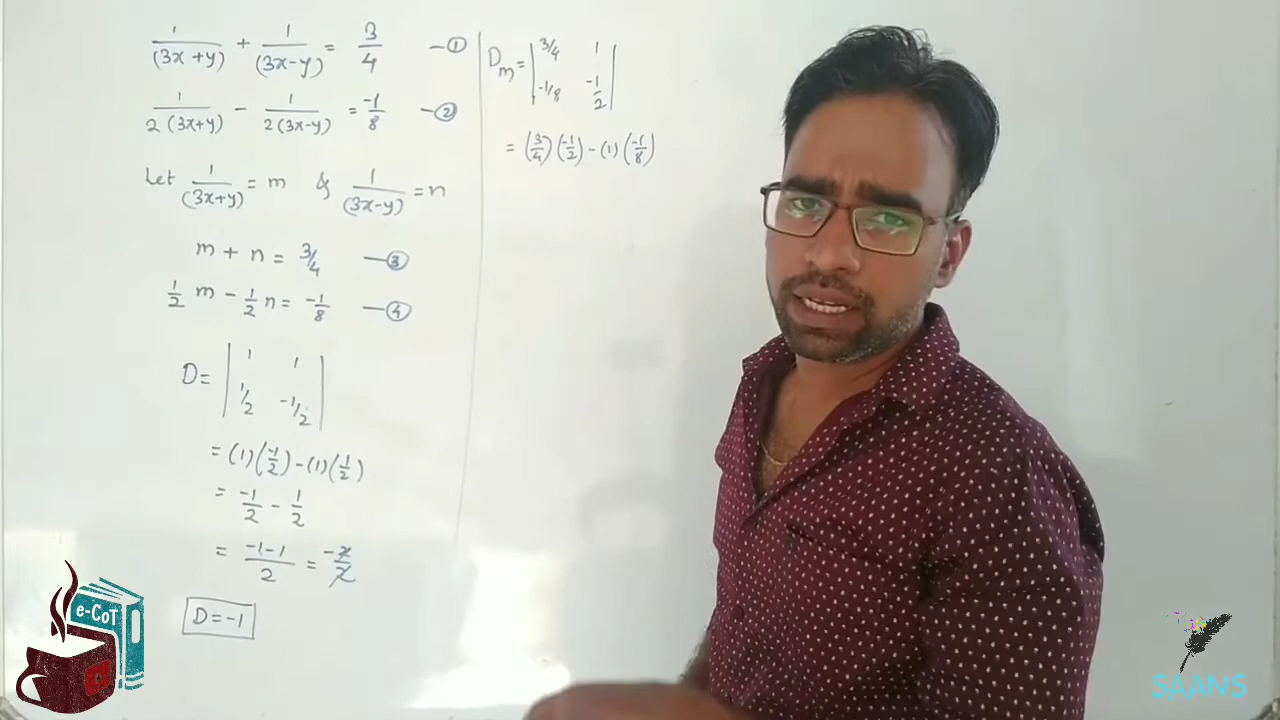 1/(3x+y) + 1/(3x-y) = 3/4 —①
1/2(3x+y) - 1/2(3x-y) = -1/8 —②
Let 1/(3x+y) = m & 1/(3x-y) = n
m + n = 3/4 —③
1/2 m - 1/2 n = -1/8 —④
D = | 1 1 |
| 1/2 -1/2 |
= (1)(-1/2) - (1)(1/2)
= -1/2 - 1/2
= -1-1/2 = -2/2
D = -1
Dm = | 3/4 1 |
| -1/8 -1/2 |
= (3/4)(-1/2) - (1)(-1/8)
e-CoT
SAANS